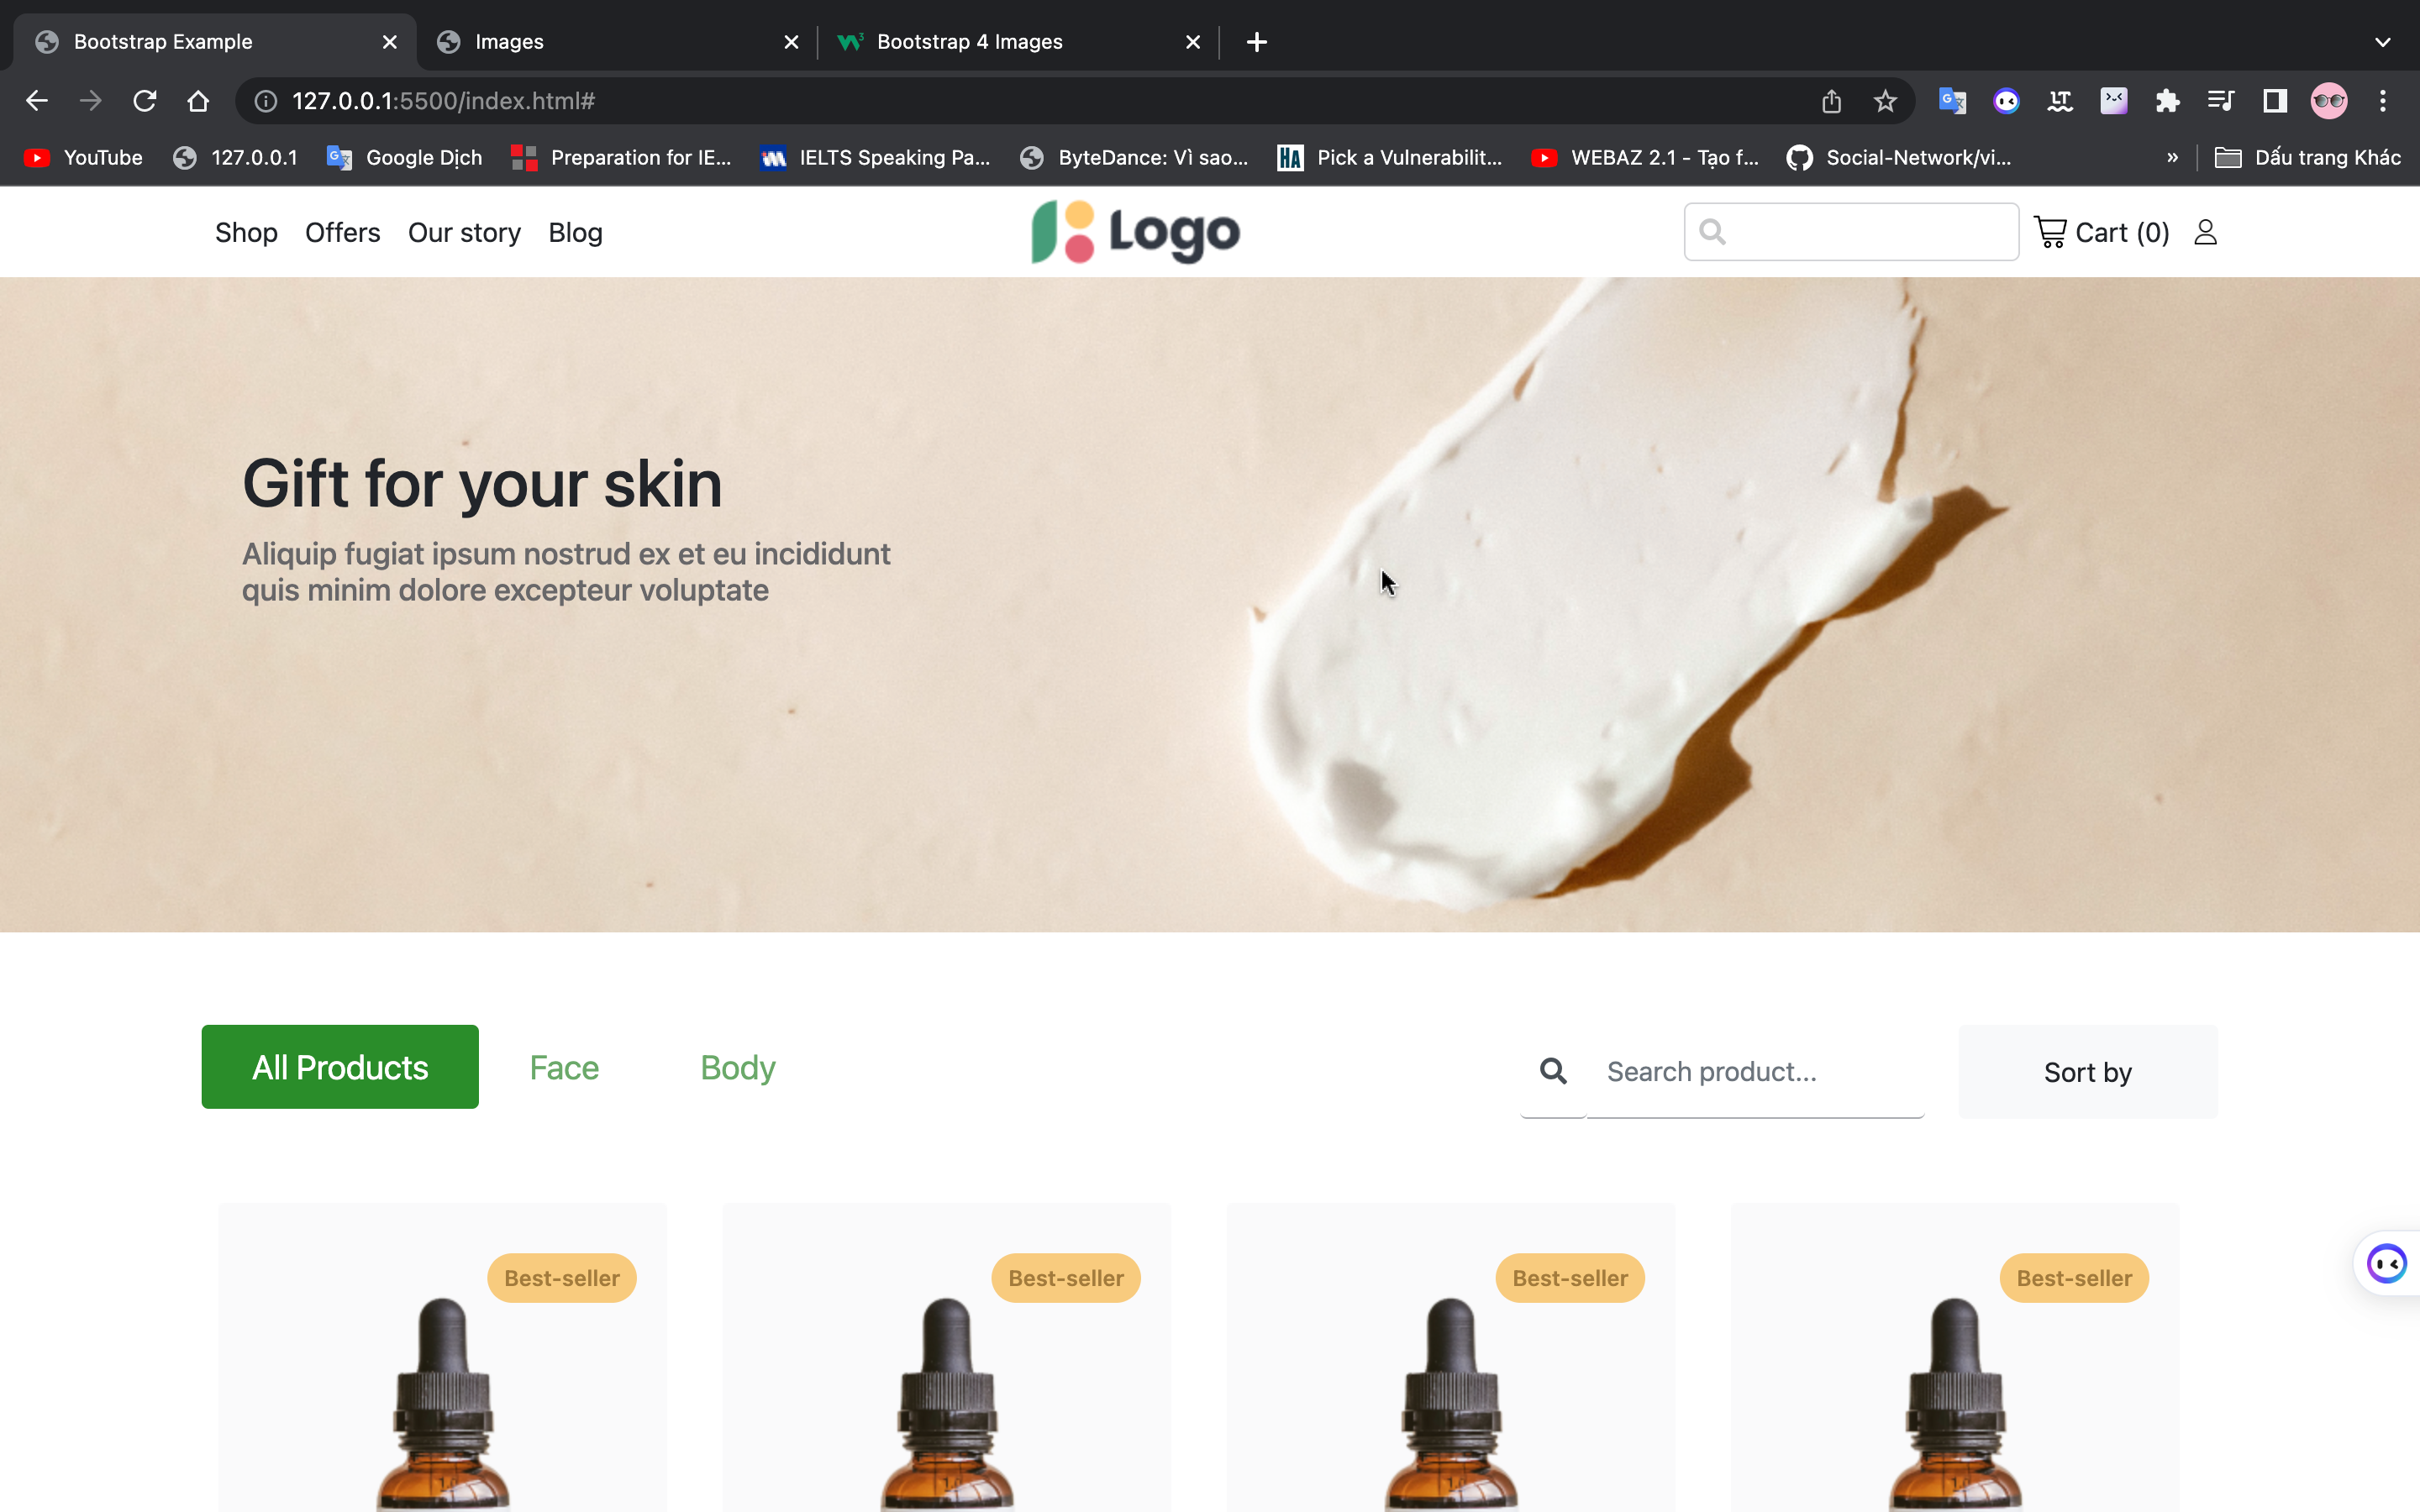 Bootstrap Example
Images
Bootstrap 4 Images
127.0.0.1:5500/index.html#
YouTube
127.0.0.1
Google Dịch
Preparation for IE...
IELTS Speaking Pa...
ByteDance: Vì sao...
HA
Pick a Vulnerabilit...
WEBAZ 2.1 - Tạo f...
Social-Network/vi...
»
Dấu trang Khác
Shop
Offers
Our story
Blog
Logo
Cart (0)
Gift for your skin
Aliquip fugiat ipsum nostrud ex et eu incididunt
quis minim dolore excepteur voluptate
All Products
Face
Body
Search product...
Sort by
Best-seller
Best-seller
Best-seller
Best-seller